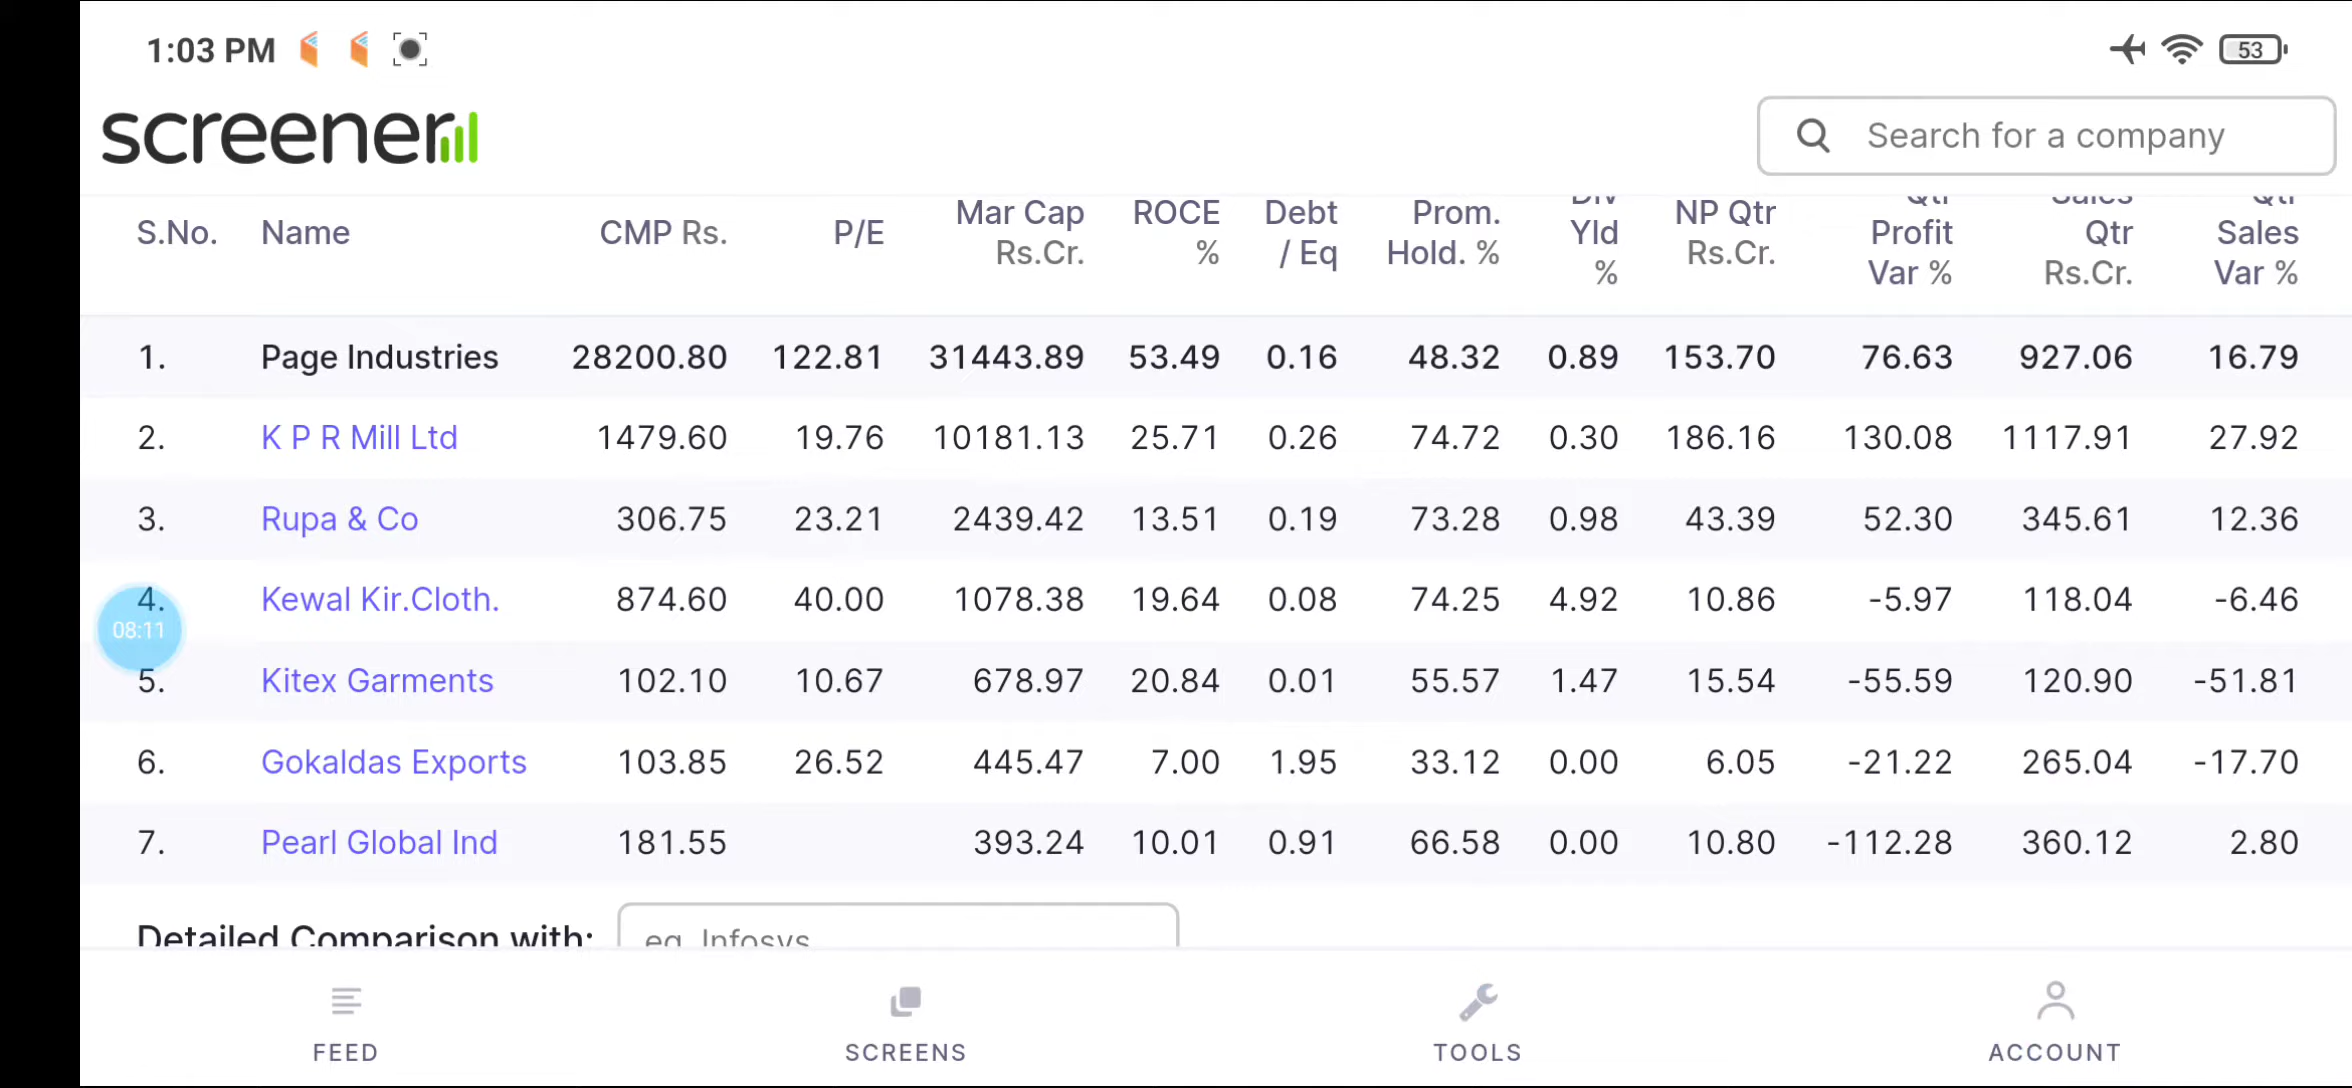 1:03 PM 53
screener Search for a company
S.No. Name CMP Rs. P/E Mar Cap Rs.Cr. ROCE % Debt / Eq Prom. Hold. % Div Yld % NP Qtr Rs.Cr. Qtr Profit Var % Sales Qtr Rs.Cr. Qtr Sales Var %
1. Page Industries 28200.80 122.81 31443.89 53.49 0.16 48.32 0.89 153.70 76.63 927.06 16.79
2. K P R Mill Ltd 1479.60 19.76 10181.13 25.71 0.26 74.72 0.30 186.16 130.08 1117.91 27.92
3. Rupa & Co 306.75 23.21 2439.42 13.51 0.19 73.28 0.98 43.39 52.30 345.61 12.36
4. Kewal Kir.Cloth. 874.60 40.00 1078.38 19.64 0.08 74.25 4.92 10.86 -5.97 118.04 -6.46
08:11
5. Kitex Garments 102.10 10.67 678.97 20.84 0.01 55.57 1.47 15.54 -55.59 120.90 -51.81
6. Gokaldas Exports 103.85 26.52 445.47 7.00 1.95 33.12 0.00 6.05 -21.22 265.04 -17.70
7. Pearl Global Ind 181.55 393.24 10.01 0.91 66.58 0.00 10.80 -112.28 360.12 2.80
Detailed Comparison with: eg. Infosys
FEED SCREENS TOOLS ACCOUNT